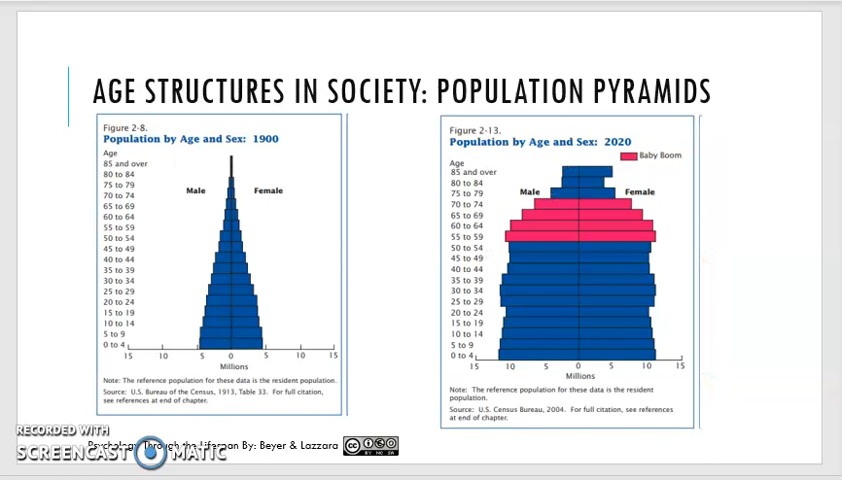 AGE STRUCTURES IN SOCIETY: POPULATION PYRAMIDS
Figure 2-8.
Population by Age and Sex: 1900
Age
85 and over
80 to 84
75 to 79
70 to 74
65 to 69
60 to 64
55 to 59
50 to 54
45 to 49
40 to 44
35 to 39
30 to 34
25 to 29
20 to 24
15 to 19
10 to 14
5 to 9
0 to 4
Male Female
15 10 5 0 5 10 15
Millions
Note: The reference population for these data is the resident population.
Source: U.S. Bureau of the Census, 1913, Table 33. For full citation,
see references at end of chapter.
Figure 2-13.
Population by Age and Sex: 2020
Baby Boom
Age
85 and over
80 to 84
75 to 79
70 to 74
65 to 69
60 to 64
55 to 59
50 to 54
45 to 49
40 to 44
35 to 39
30 to 34
25 to 29
20 to 24
15 to 19
10 to 14
5 to 9
0 to 4
Male Female
15 10 5 0 5 10 15
Millions
Note: The reference population for these data is the resident
population.
Source: U.S. Census Bureau, 2004. For full citation, see references
at end of chapter.
RECORDED WITH
SCREENCAST MATIC
Psychology Through the Lifespan By: Beyer & Lazzara
CC BY NC SA